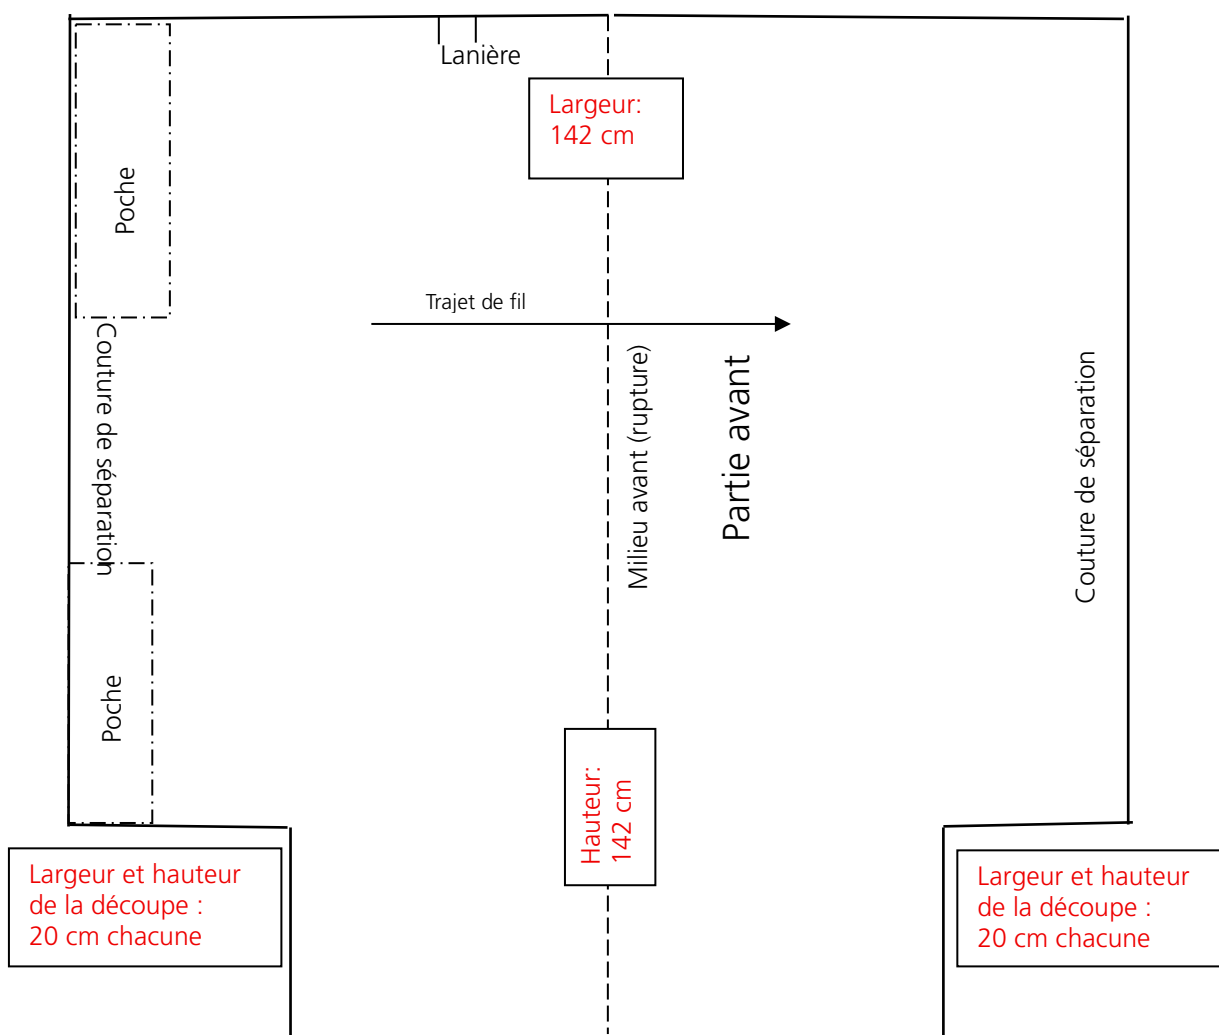 Lanière
Largeur:
142 cm
Poche
Trajet de fil
Couture de séparation
Milieu avant (rupture)
Partie avant
Couture de séparation
Poche
Hauteur:
142 cm
Largeur et hauteur
de la découpe :
20 cm chacune
Largeur et hauteur
de la découpe :
20 cm chacune